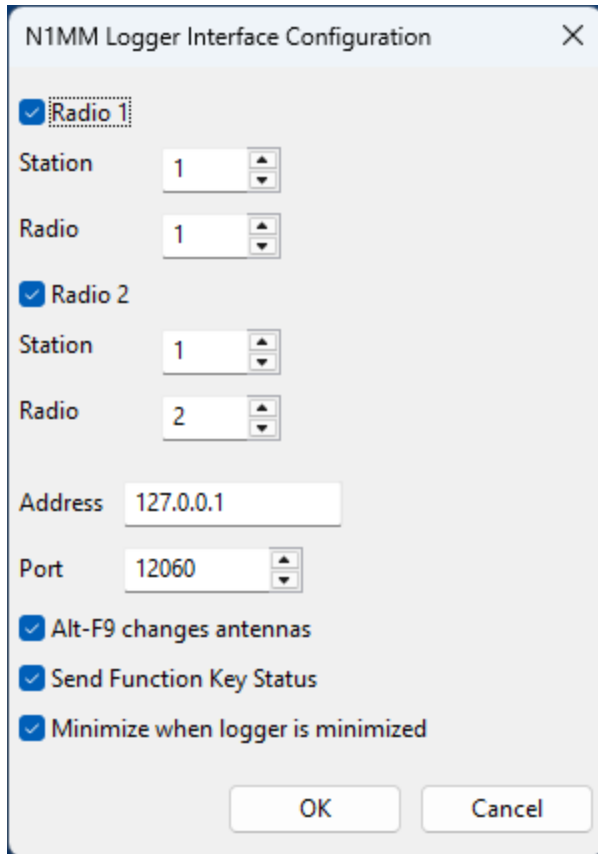 N1MM Logger Interface Configuration
Radio 1
Station 1
Radio 1
Radio 2
Station 1
Radio 2
Address 127.0.0.1
Port 12060
Alt-F9 changes antennas
Send Function Key Status
Minimize when logger is minimized
OK Cancel